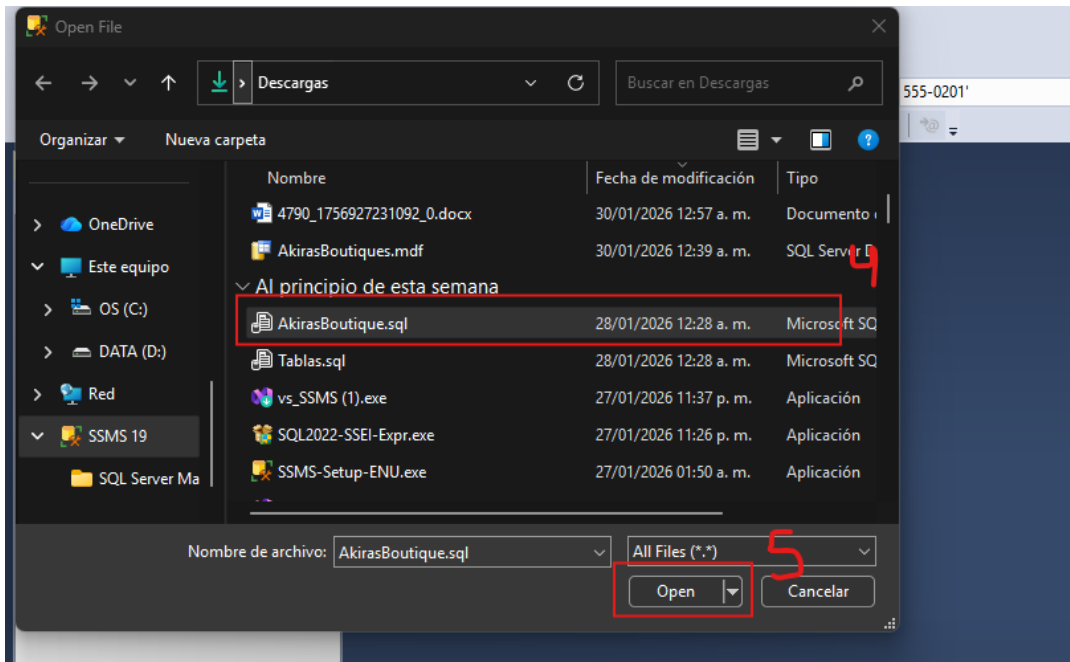 Open File
Descargas
Buscar en Descargas
555-0201'
Organizar
Nueva carpeta
Nombre
Fecha de modificación
Tipo
4790_1756927231092_0.docx
30/01/2026 12:57 a. m.
Documento
OneDrive
AkirasBoutiques.mdf
30/01/2026 12:39 a. m.
SQL Server D
4
Este equipo
Al principio de esta semana
OS (C:)
AkirasBoutique.sql
28/01/2026 12:28 a. m.
Microsoft SQ
DATA (D:)
Tablas.sql
28/01/2026 12:28 a. m.
Microsoft SQ
Red
vs_SSMS (1).exe
27/01/2026 11:37 p. m.
Aplicación
SSMS 19
SQL2022-SSEI-Expr.exe
27/01/2026 11:26 p. m.
Aplicación
SQL Server Ma
SSMS-Setup-ENU.exe
27/01/2026 01:50 a. m.
Aplicación
Nombre de archivo:
AkirasBoutique.sql
All Files (*.*)
5
Open
Cancelar